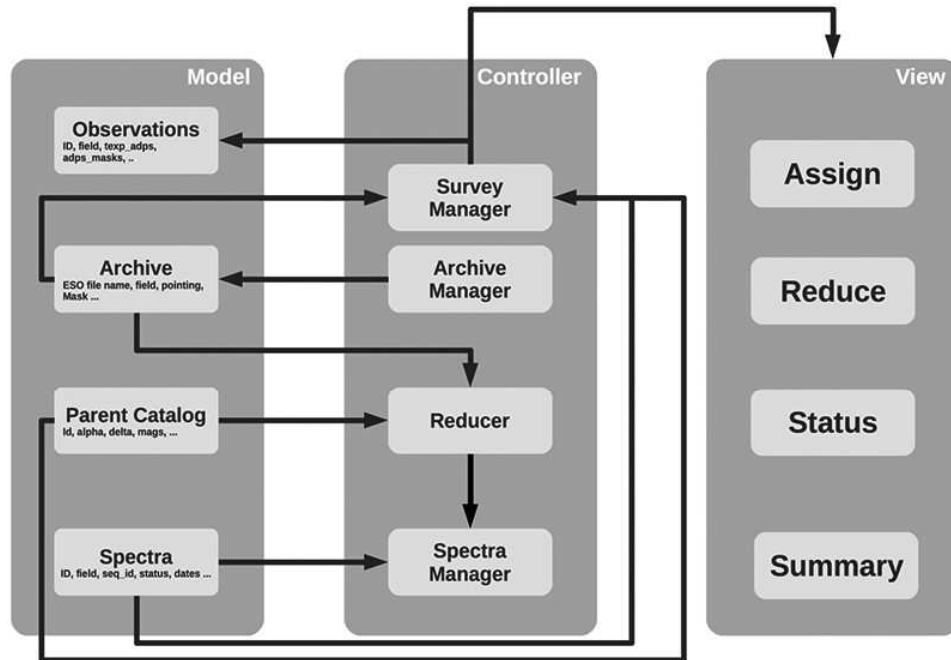 Model
Observations
ID, field, texp_adps,
adps_masks, ..
Archive
ESO file name, field, pointing,
Mask ...
Parent Catalog
Id, alpha, delta, mags, ...
Spectra
ID, field, seq_id, status, dates ...
Controller
Survey
Manager
Archive
Manager
Reducer
Spectra
Manager
View
Assign
Reduce
Status
Summary